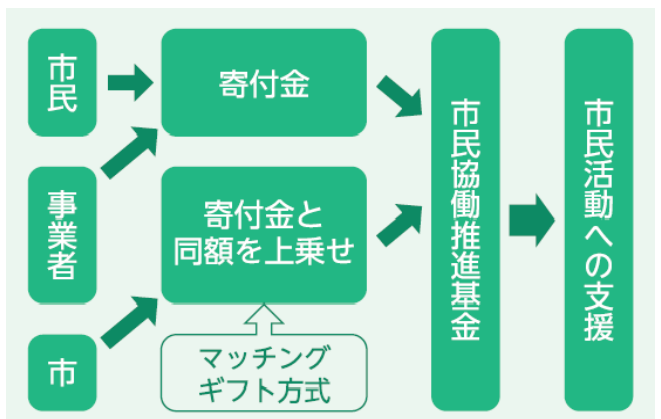 市民
事業者
市
寄付金
寄付金と
同額を上乗せ
マッチング
ギフト方式
市民協働推進基金
市民活動への支援